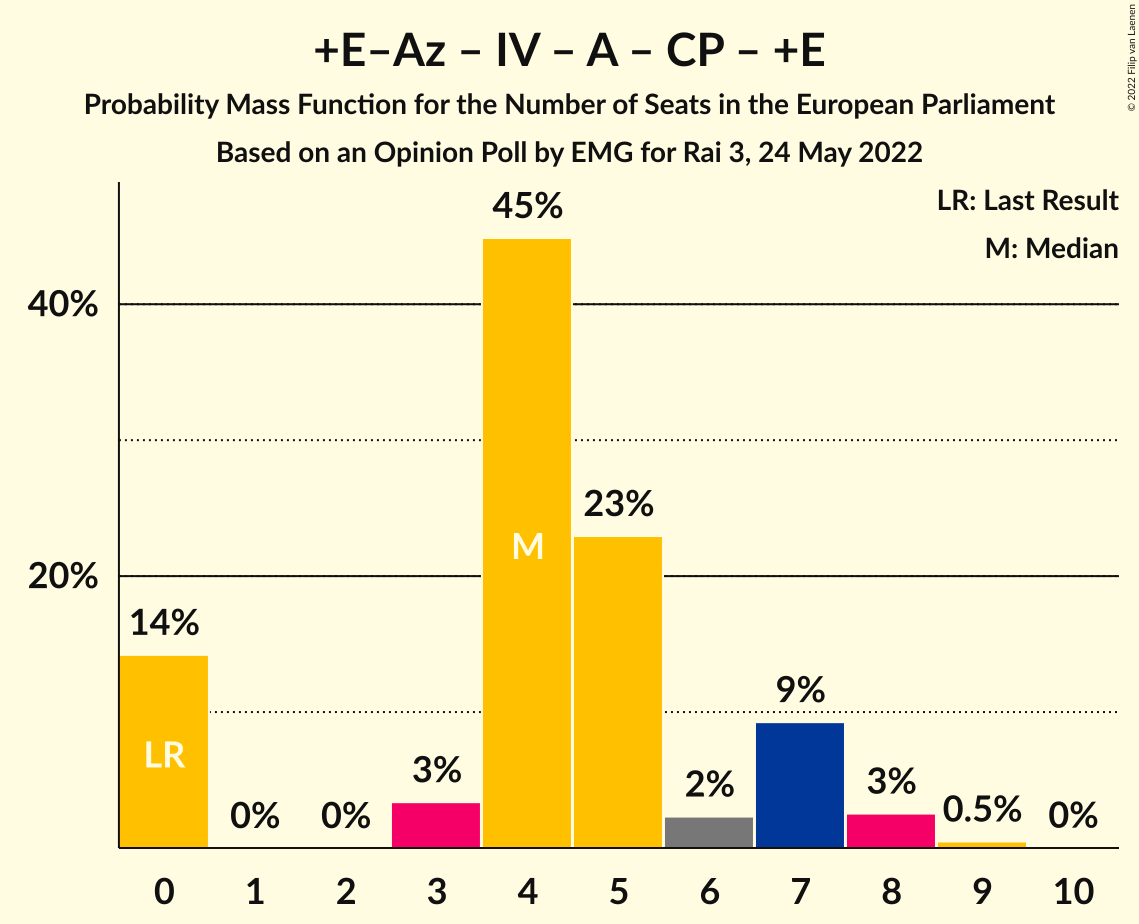 +E–Az – IV – A – CP – +E
Probability Mass Function for the Number of Seats in the European Parliament
Based on an Opinion Poll by EMG for Rai 3, 24 May 2022
© 2022 Filip van Laenen
LR: Last Result
M: Median
40%
20%
14%
0%
0%
3%
45%
23%
2%
9%
3%
0.5%
0%
LR
M
0 1 2 3 4 5 6 7 8 9 10